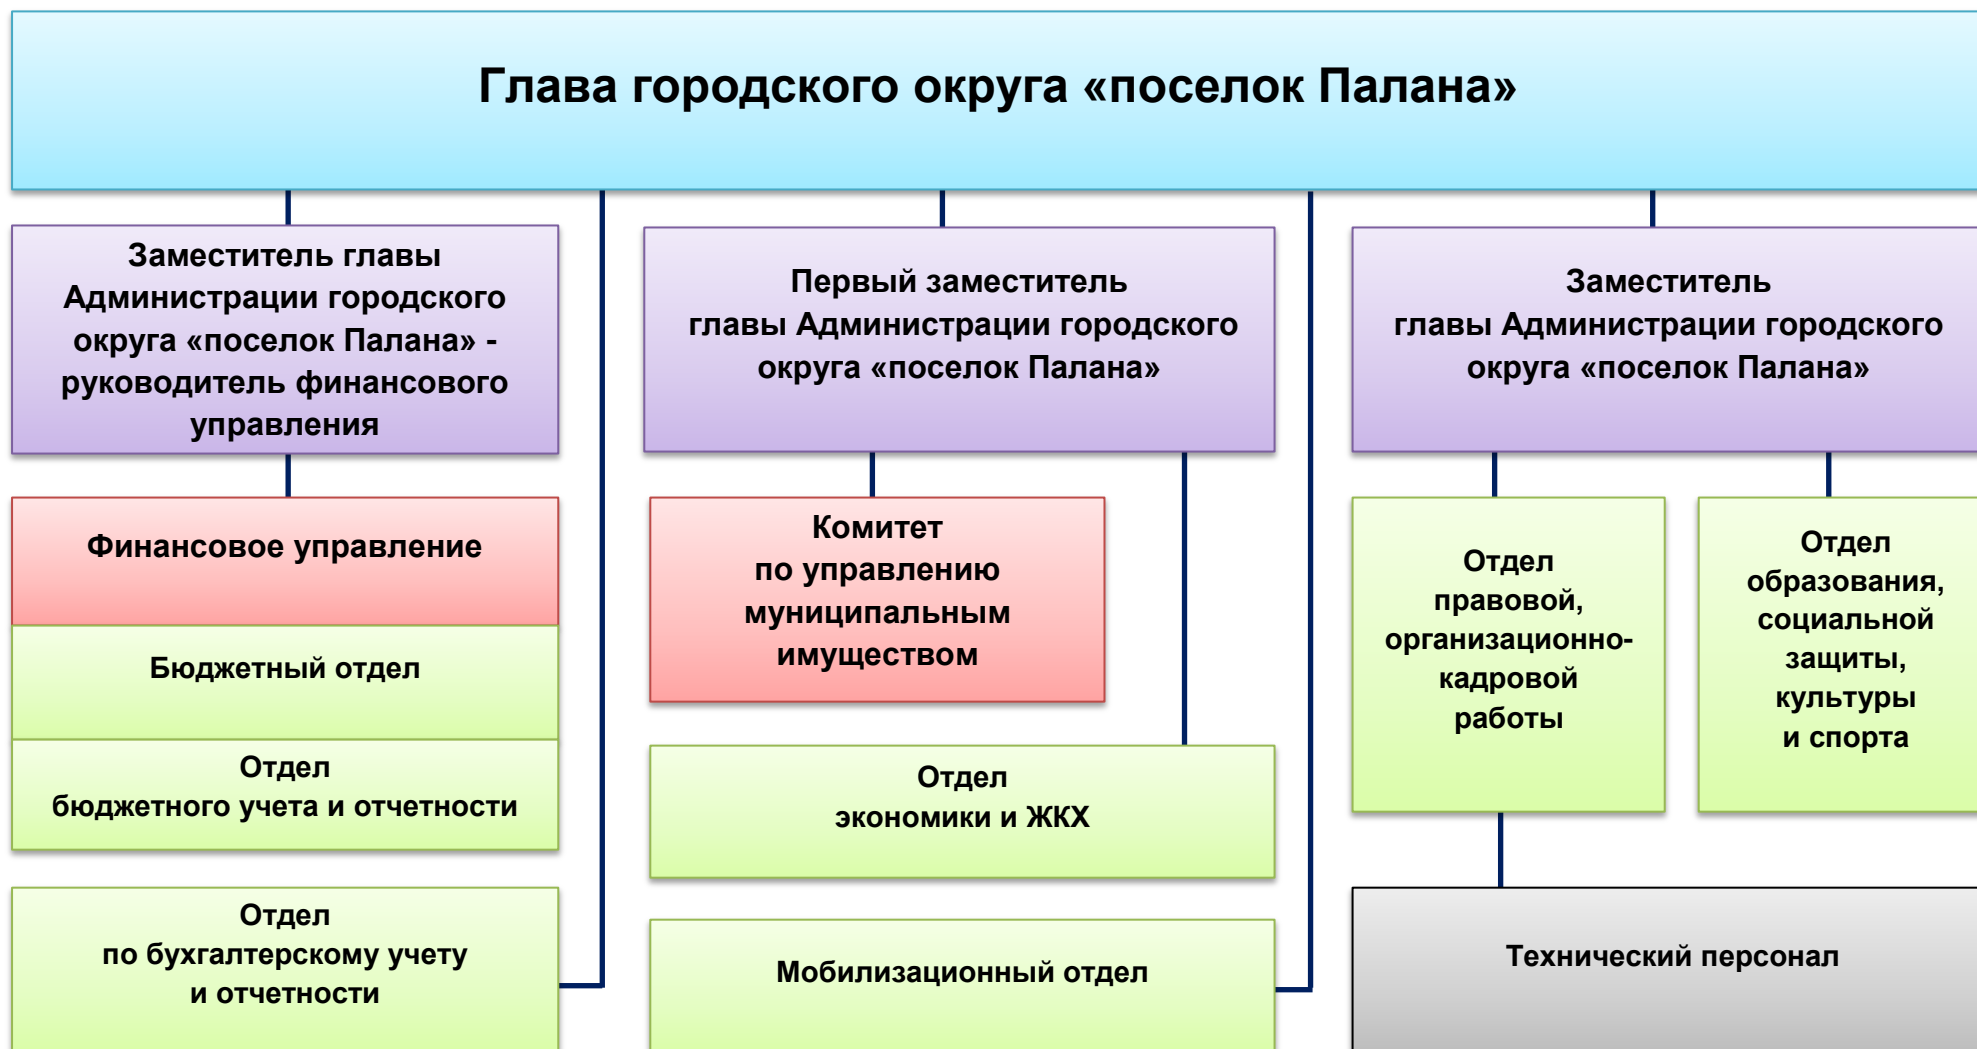 Глава городского округа «поселок Палана»
Заместитель главы
Администрации городского
округа «поселок Палана» -
руководитель финансового
управления
Первый заместитель
главы Администрации городского
округа «поселок Палана»
Заместитель
главы Администрации городского
округа «поселок Палана»
Финансовое управление
Бюджетный отдел
Отдел
бюджетного учета и отчетности
Отдел
по бухгалтерскому учету
и отчетности
Комитет
по управлению
муниципальным
имуществом
Отдел
экономики и ЖКХ
Мобилизационный отдел
Отдел
правовой,
организационно-
кадровой
работы
Отдел
образования,
социальной
защиты,
культуры
и спорта
Технический персонал